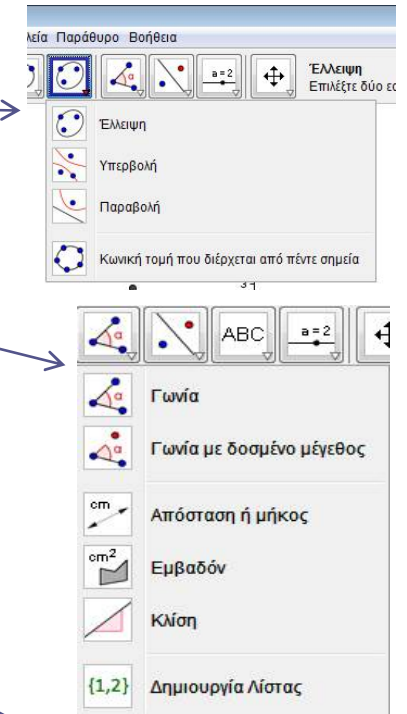 λεία Παράθυρο Βοήθεια
α a=2 Έλλειψη
Επιλέξτε δύο εσ
Έλλειψη
Υπερβολή
Παραβολή
Κωνική τομή που διέρχεται από πέντε σημεία
α ABC a=2
α Γωνία
α Γωνία με δοσμένο μέγεθος
cm Απόσταση ή μήκος
cm² Εμβαδόν
Κλίση
{1,2} Δημιουργία Λίστας